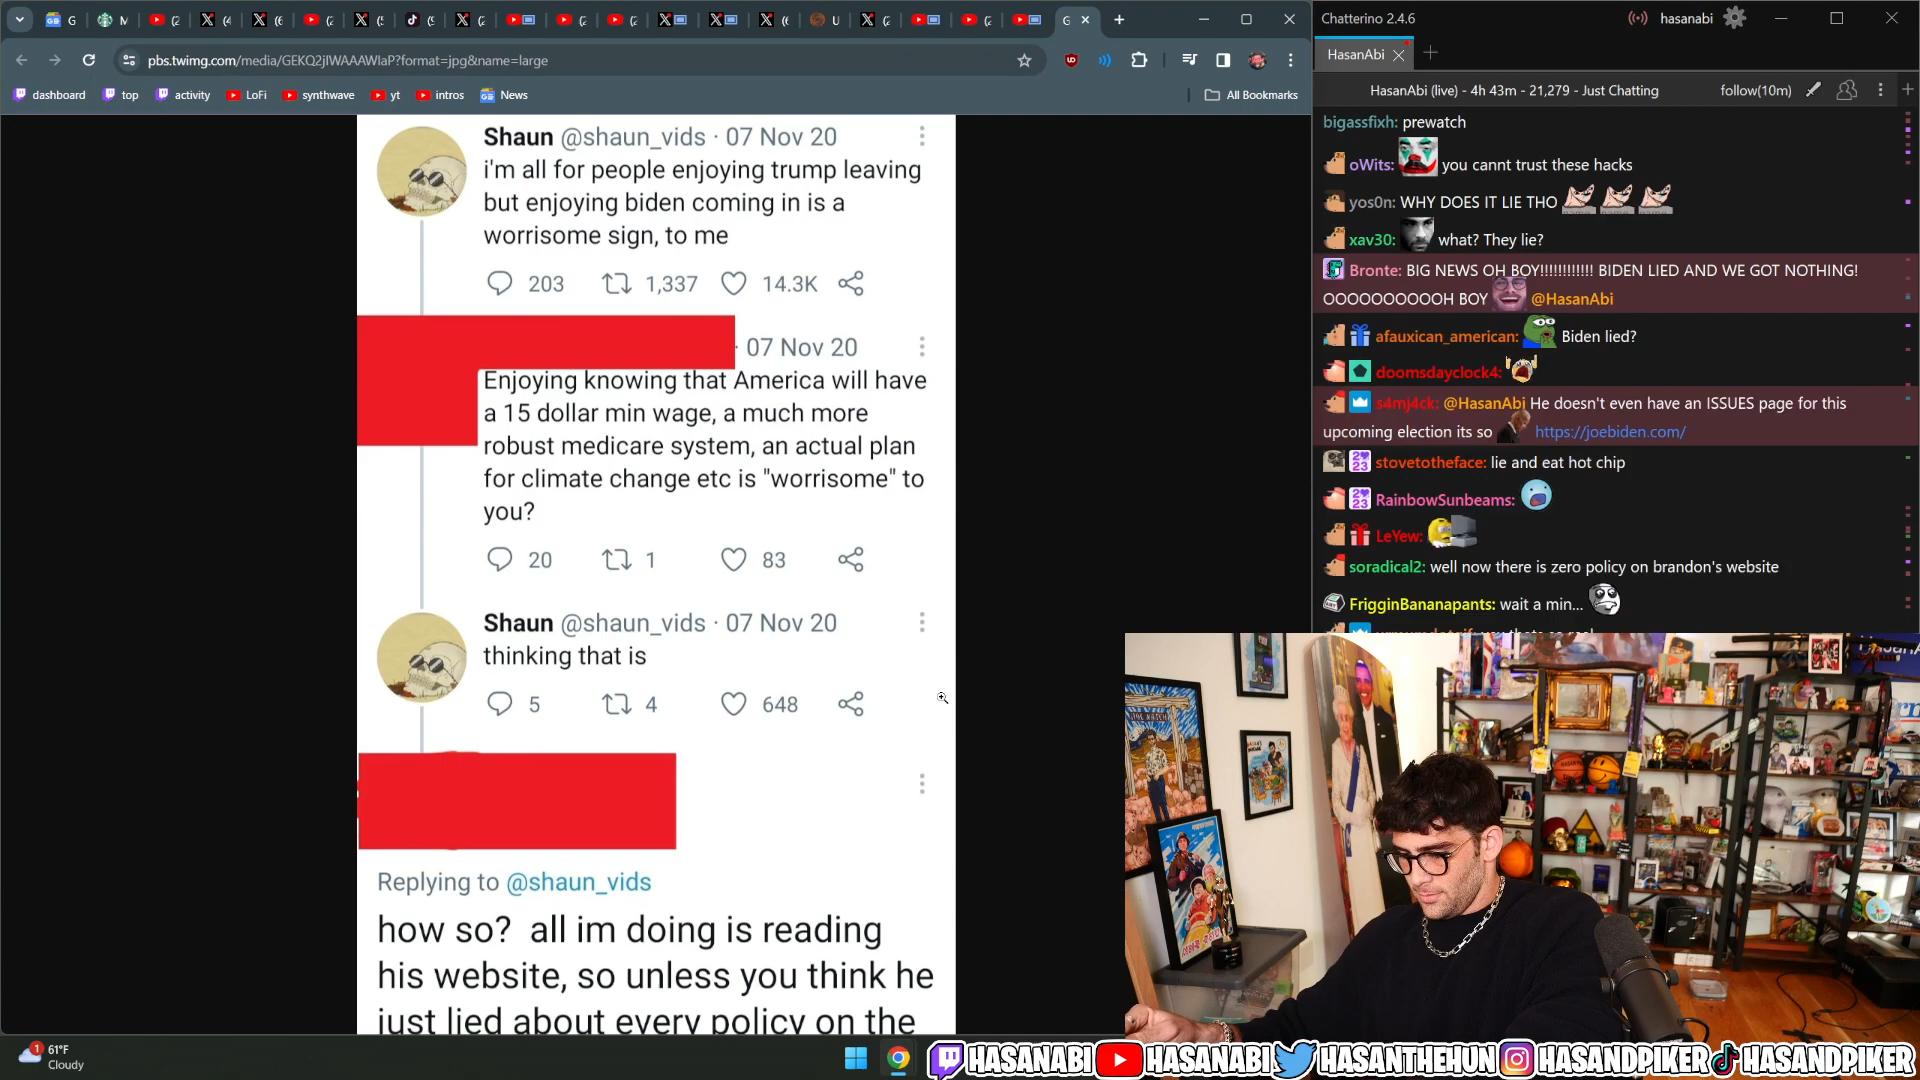 pbs.twimg.com/media/GEKQ2jIWAAAWIaP?format=jpg&name=large
dashboard
top
activity
LoFi
synthwave
yt
intros
News
All Bookmarks
Shaun @shaun_vids · 07 Nov 20
i'm all for people enjoying trump leaving
but enjoying biden coming in is a
worrisome sign, to me
203
1,337
14.3K
· 07 Nov 20
Enjoying knowing that America will have
a 15 dollar min wage, a much more
robust medicare system, an actual plan
for climate change etc is "worrisome" to
you?
20
1
83
Shaun @shaun_vids · 07 Nov 20
thinking that is
5
4
648
Replying to @shaun_vids
how so? all im doing is reading
his website, so unless you think he
just lied about every policy on the
Chatterino 2.4.6
hasanabi
HasanAbi
HasanAbi (live) - 4h 43m - 21,279 - Just Chatting
follow(10m)
bigassfixh: prewatch
oWits: you cannt trust these hacks
yos0n: WHY DOES IT LIE THO
xav30: what? They lie?
Bronte: BIG NEWS OH BOY!!!!!!!!!!!! BIDEN LIED AND WE GOT NOTHING!
OOOOOOOOOOH BOY @HasanAbi
afauxican_american: Biden lied?
doomsdayclock4:
s4mj4ck: @HasanAbi He doesn't even have an ISSUES page for this
upcoming election its so https://joebiden.com/
stovetotheface: lie and eat hot chip
RainbowSunbeams:
LeYew:
soradical2: well now there is zero policy on brandon's website
FrigginBananapants: wait a min...
1
61°F
Cloudy
HASANABI
HASANABI
HASANTHEHUN
HASANDPIKER
HASANDPIKER